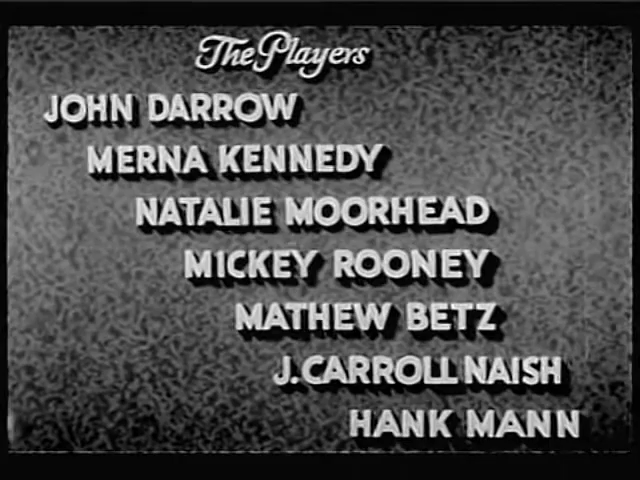 The Players
JOHN DARROW
MERNA KENNEDY
NATALIE MOORHEAD
MICKEY ROONEY
MATHEW BETZ
J. CARROLL NAISH
HANK MANN